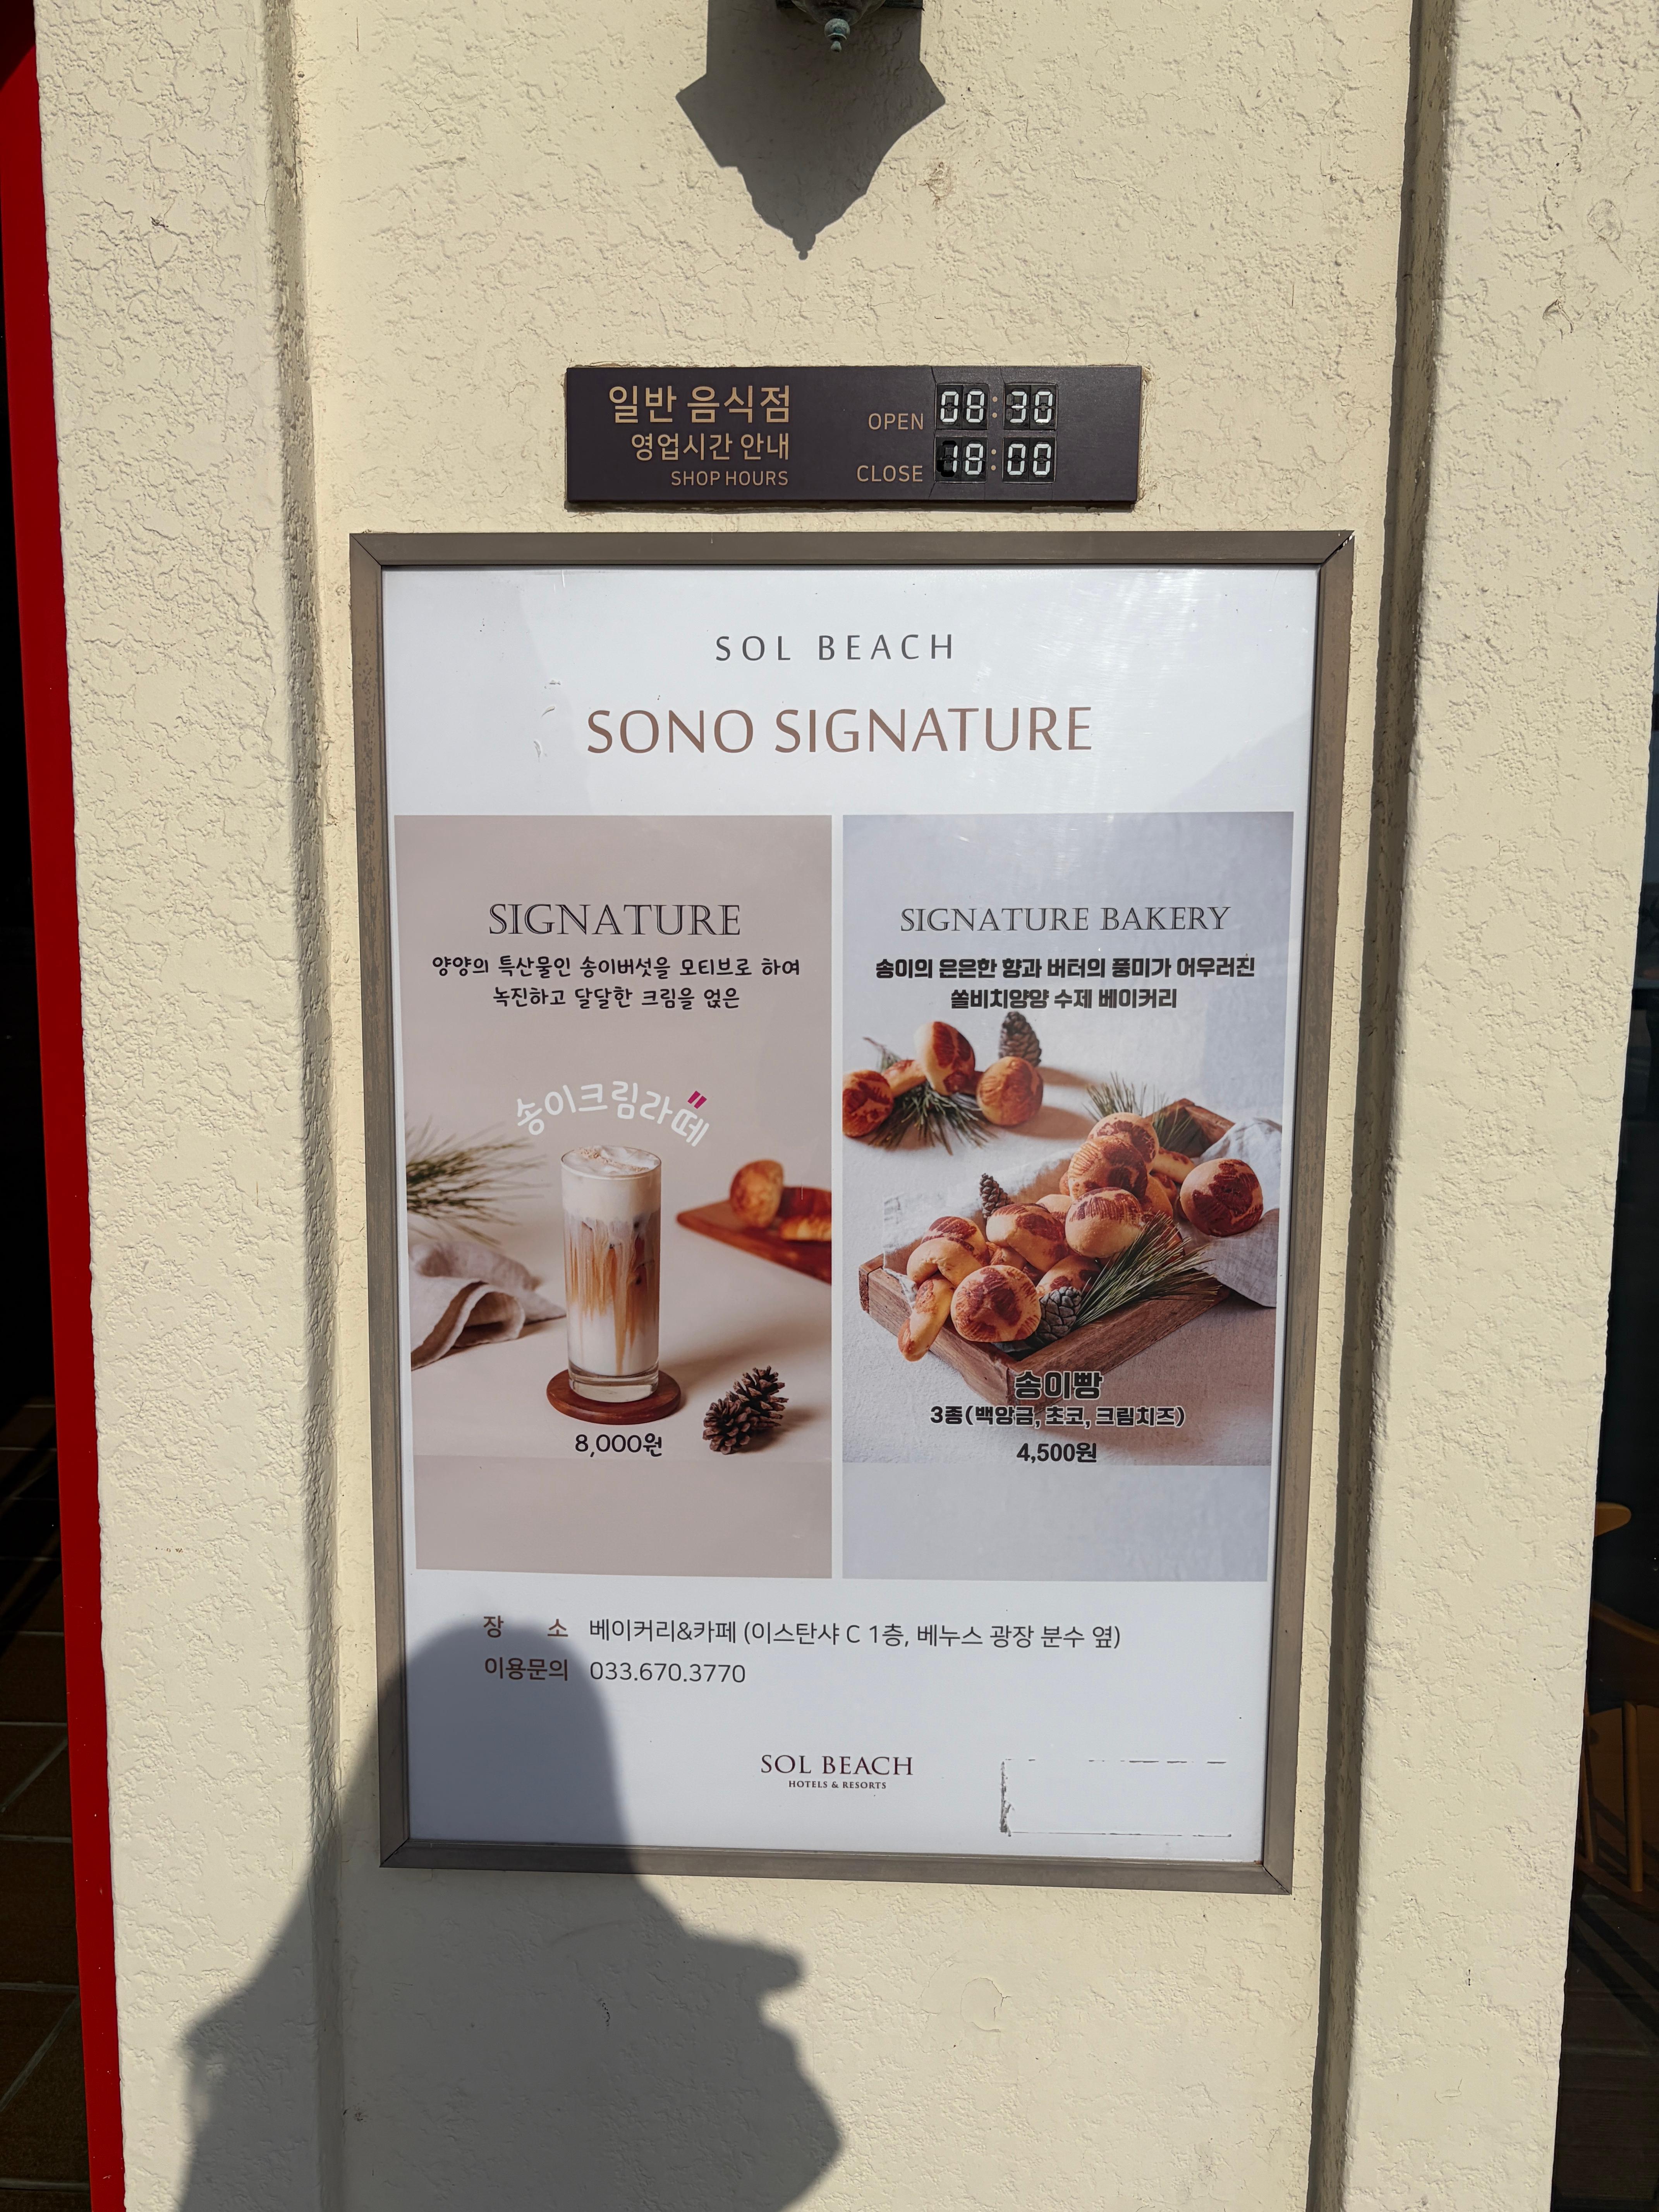 일반 음식점
영업시간 안내
SHOP HOURS
OPEN 08:30
CLOSE 18:00
SOL BEACH
SONO SIGNATURE
SIGNATURE
양양의 특산물인 송이버섯을 모티브로 하여
녹진하고 달달한 크림을 얹은
송이크림라떼
8,000원
SIGNATURE BAKERY
송이의 은은한 향과 버터의 풍미가 어우러진
쏠비치양양 수제 베이커리
송이빵
3종(백앙금, 초코, 크림치즈)
4,500원
장 소 베이커리&카페 (이스탄샤 C 1층, 베누스 광장 분수 옆)
이용문의 033.670.3770
SOL BEACH
HOTELS & RESORTS